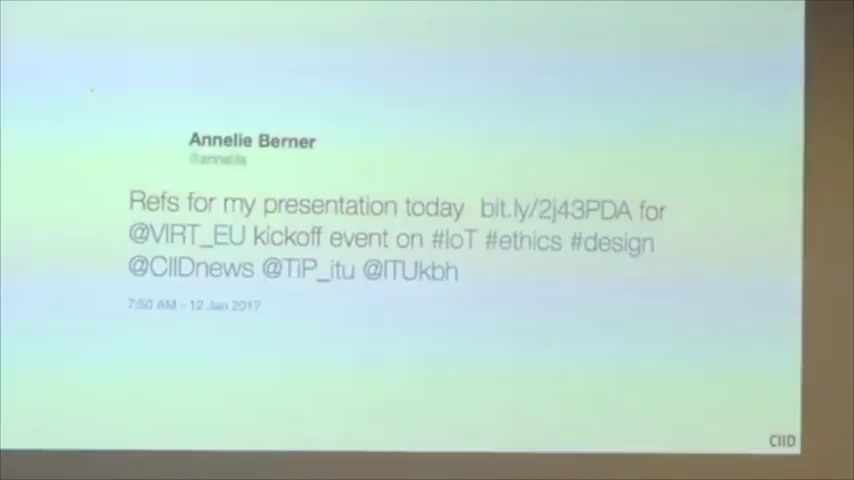 Annelie Berner
@annelila
Refs for my presentation today bit.ly/2j43PDA for
@VIRT_EU kickoff event on #IoT #ethics #design
@CIIDnews @TiP_itu @ITUkbh
7:50 AM - 12 Jan 2017
CIID